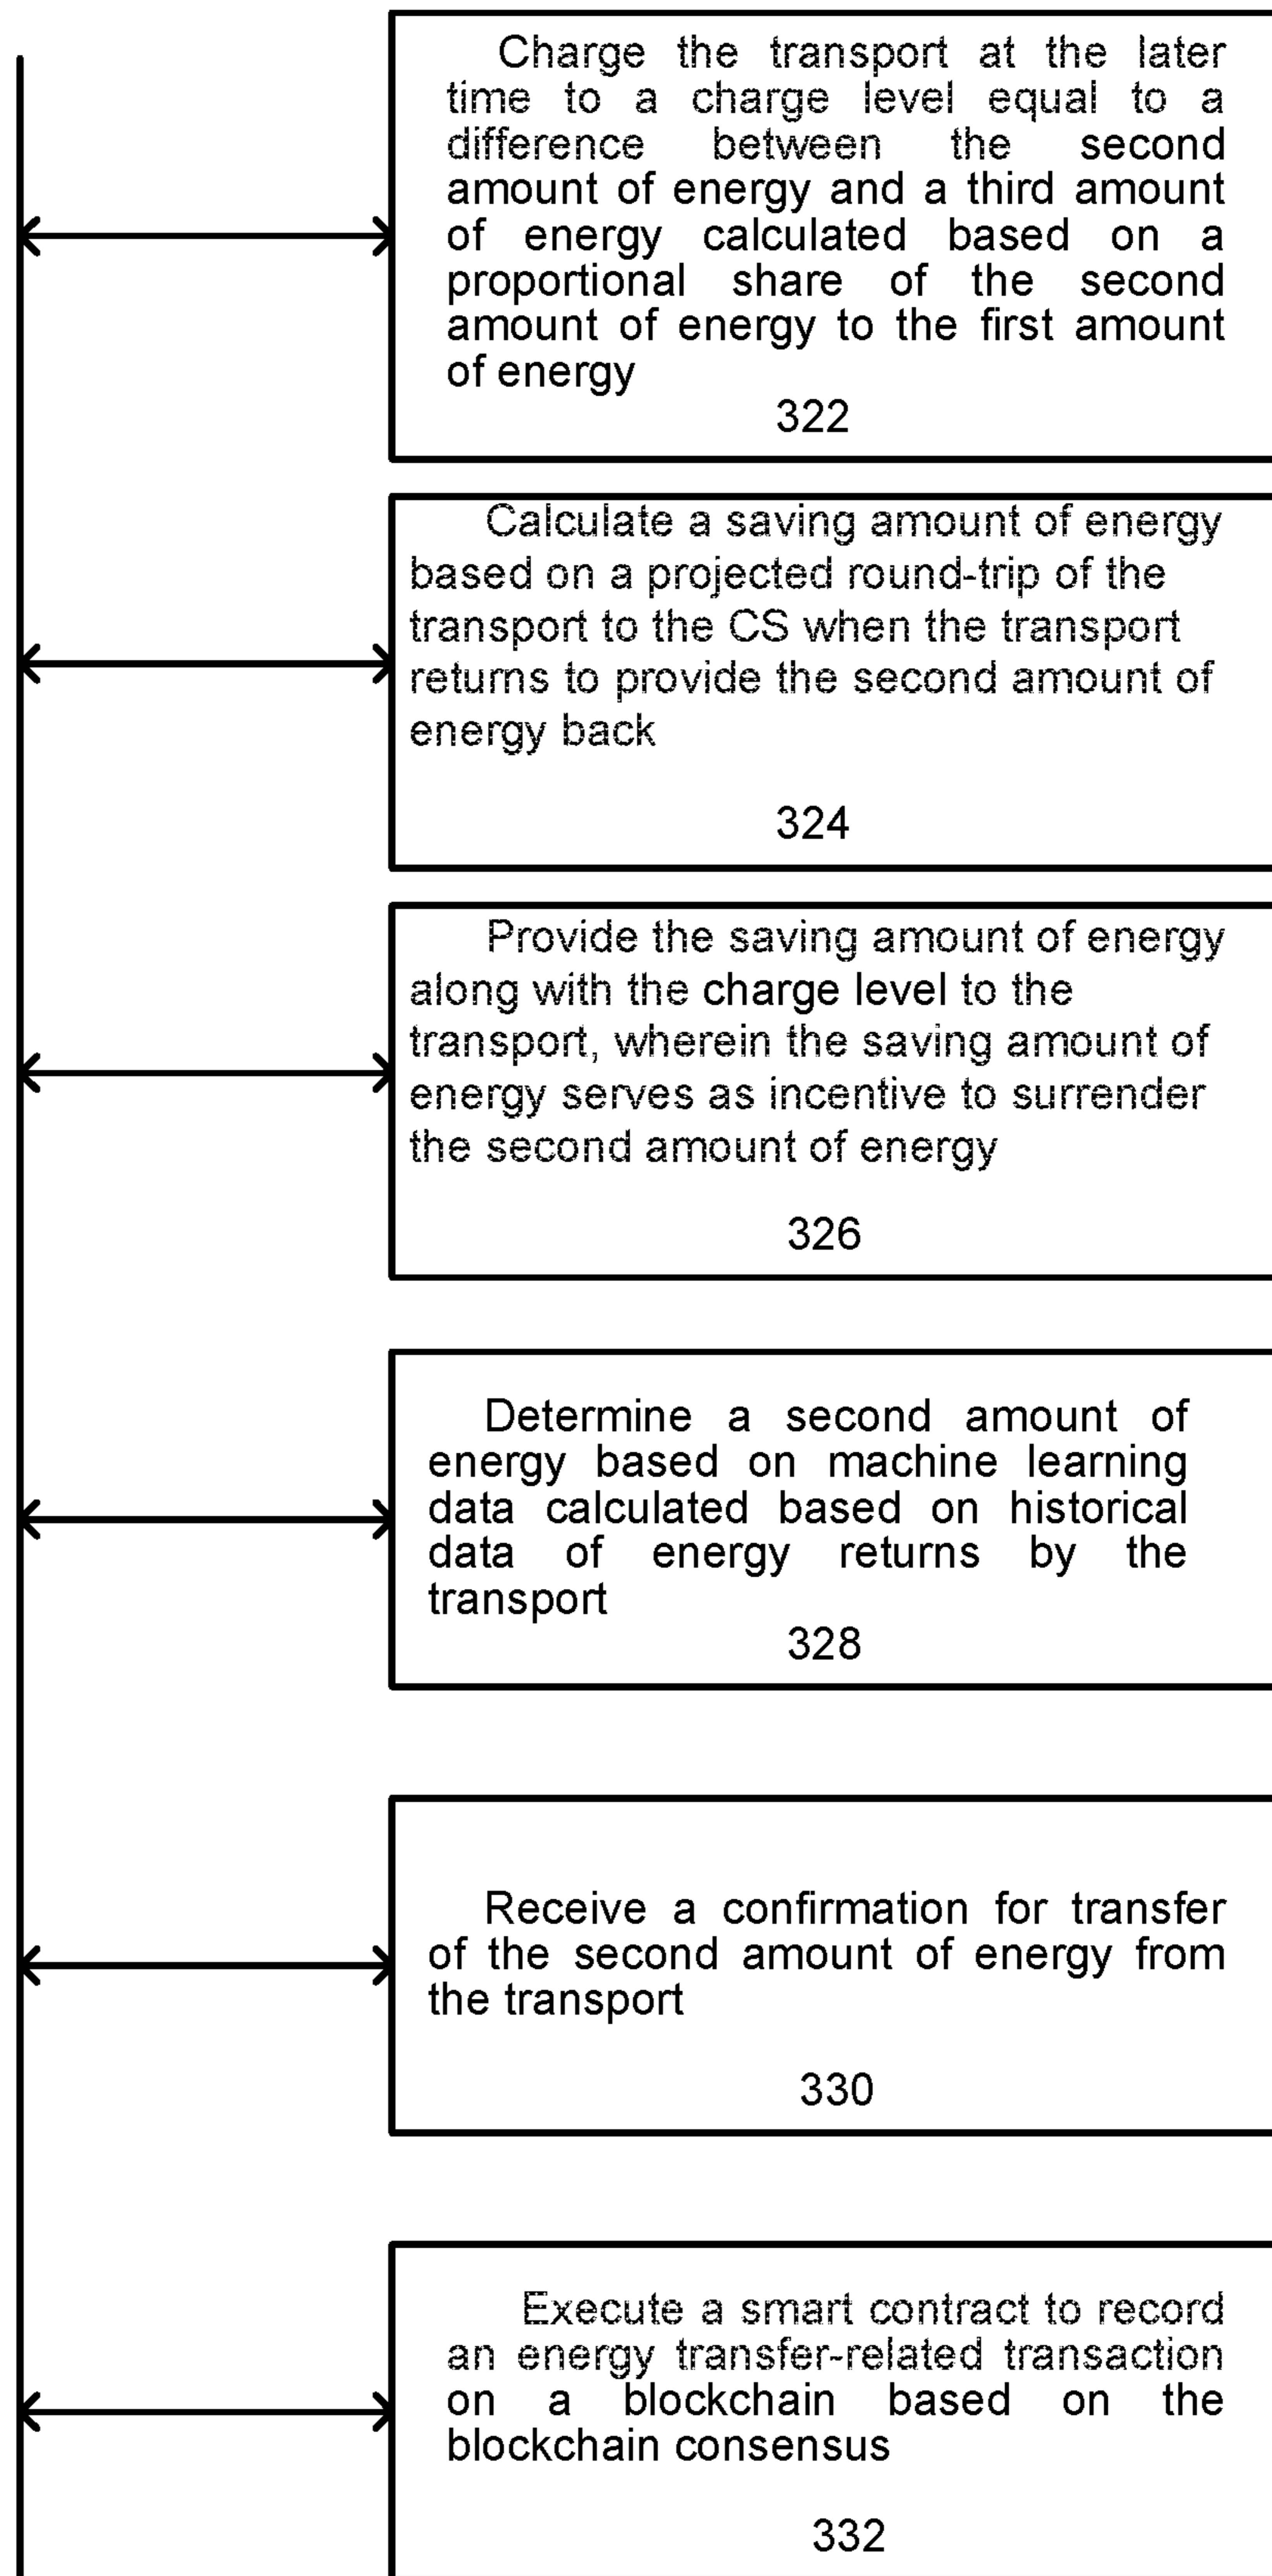 Charge the transport at the later
time to a charge level equal to a
difference between the second
amount of energy and a third amount
of energy calculated based on a
proportional share of the second
amount of energy to the first amount
of energy
322
Calculate a saving amount of energy
based on a projected round-trip of the
transport to the CS when the transport
returns to provide the second amount of
energy back
324
Provide the saving amount of energy
along with the charge level to the
transport, wherein the saving amount of
energy serves as incentive to surrender
the second amount of energy
326
Determine a second amount of
energy based on machine learning
data calculated based on historical
data of energy returns by the
transport
328
Receive a confirmation for transfer
of the second amount of energy from
the transport
330
Execute a smart contract to record
an energy transfer-related transaction
on a blockchain based on the
blockchain consensus
332